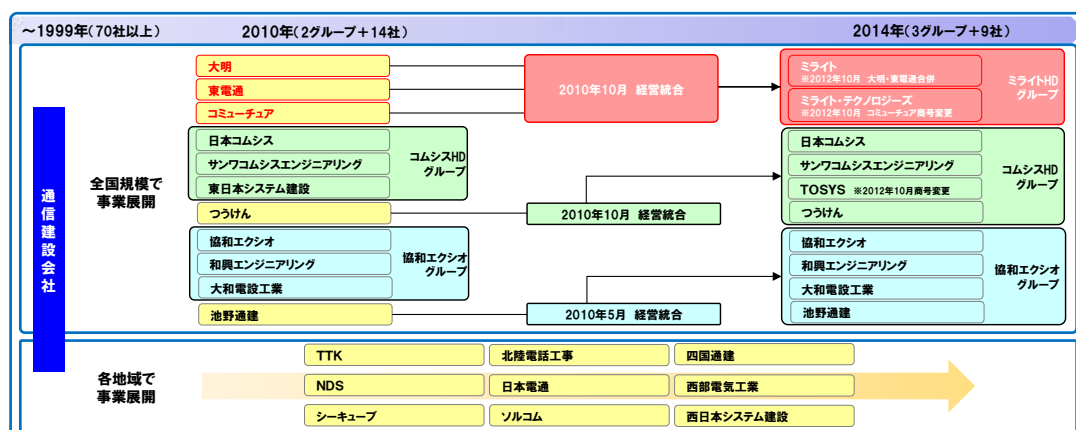 ～1999年(70社以上)
2010年(2グループ+14社)
2014年(3グループ+9社)
通信建設会社
全国規模で
事業展開
大明
東電通
コミューチュア
2010年10月 経営統合
ミライト
※2012年10月 大明・東電通合併
ミライト・テクノロジーズ
※2012年10月 コミューチュア商号変更
ミライトHD
グループ
日本コムシス
サンワコムシスエンジニアリング
東日本システム建設
コムシスHD
グループ
つうけん
2010年10月 経営統合
日本コムシス
サンワコムシスエンジニアリング
TOSYS ※2012年10月商号変更
つうけん
コムシスHD
グループ
協和エクシオ
和興エンジニアリング
大和電設工業
協和エクシオ
グループ
池野通建
2010年5月 経営統合
協和エクシオ
和興エンジニアリング
大和電設工業
池野通建
協和エクシオ
グループ
各地域で
事業展開
TTK
北陸電話工事
四国通建
NDS
日本電通
西部電気工業
シーキューブ
ソルコム
西日本システム建設